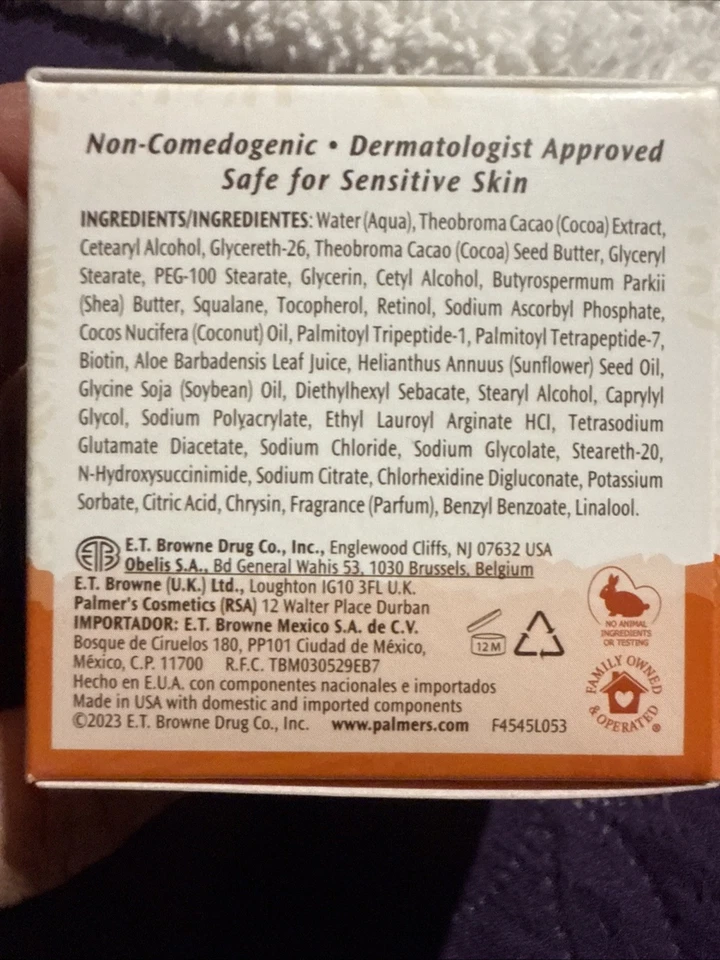 Non-Comedogenic • Dermatologist Approved
Safe for Sensitive Skin
INGREDIENTS/INGREDIENTES: Water (Aqua), Theobroma Cacao (Cocoa) Extract,
Cetearyl Alcohol, Glycereth-26, Theobroma Cacao (Cocoa) Seed Butter, Glyceryl
Stearate, PEG-100 Stearate, Glycerin, Cetyl Alcohol, Butyrospermum Parkii
(Shea) Butter, Squalane, Tocopherol, Retinol, Sodium Ascorbyl Phosphate,
Cocos Nucifera (Coconut) Oil, Palmitoyl Tripeptide-1, Palmitoyl Tetrapeptide-7,
Biotin, Aloe Barbadensis Leaf Juice, Helianthus Annuus (Sunflower) Seed Oil,
Glycine Soja (Soybean) Oil, Diethylhexyl Sebacate, Stearyl Alcohol, Caprylyl
Glycol, Sodium Polyacrylate, Ethyl Lauroyl Arginate HCl, Tetrasodium
Glutamate Diacetate, Sodium Chloride, Sodium Glycolate, Steareth-20,
N-Hydroxysuccinimide, Sodium Citrate, Chlorhexidine Digluconate, Potassium
Sorbate, Citric Acid, Chrysin, Fragrance (Parfum), Benzyl Benzoate, Linalool.
ETB E.T. Browne Drug Co., Inc., Englewood Cliffs, NJ 07632 USA
Obelis S.A., Bd General Wahis 53, 1030 Brussels, Belgium
E.T. Browne (U.K.) Ltd., Loughton IG10 3FL U.K.
Palmer's Cosmetics (RSA) 12 Walter Place Durban
IMPORTADOR: E.T. Browne Mexico S.A. de C.V.
Bosque de Ciruelos 180, PP101 Ciudad de México,
México, C.P. 11700 R.F.C. TBM030529EB7
Hecho en E.U.A. con componentes nacionales e importados
Made in USA with domestic and imported components
©2023 E.T. Browne Drug Co., Inc. www.palmers.com F4545L053
12 M
NO ANIMAL
INGREDIENTS
OR TESTING
FAMILY OWNED
& OPERATED®